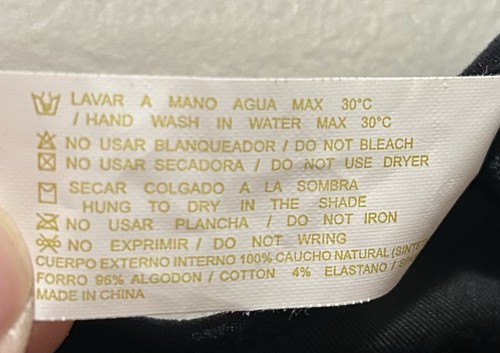 LAVAR A MANO AGUA MAX 30°C
/ HAND WASH IN WATER MAX 30°C
NO USAR BLANQUEADOR / DO NOT BLEACH
NO USAR SECADORA / DO NOT USE DRYER
SECAR COLGADO A LA SOMBRA
HUNG TO DRY IN THE SHADE
NO USAR PLANCHA / DO NOT IRON
NO EXPRIMIR / DO NOT WRING
CUERPO EXTERNO INTERNO 100% CAUCHO NATURAL
FORRO 96% ALGODON / COTTON 4% ELASTANO /
MADE IN CHINA